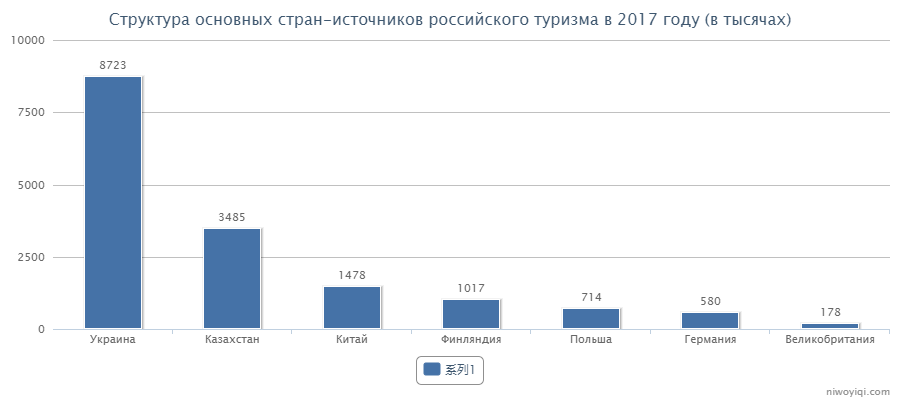 Структура основных стран-источников российского туризма в 2017 году (в тысячах)
10000
7500
5000
2500
0
8723
3485
1478
1017
714
580
178
Украина
Казахстан
Китай
Финляндия
Польша
Германия
Великобритания
系列1
niwoyiqi.com